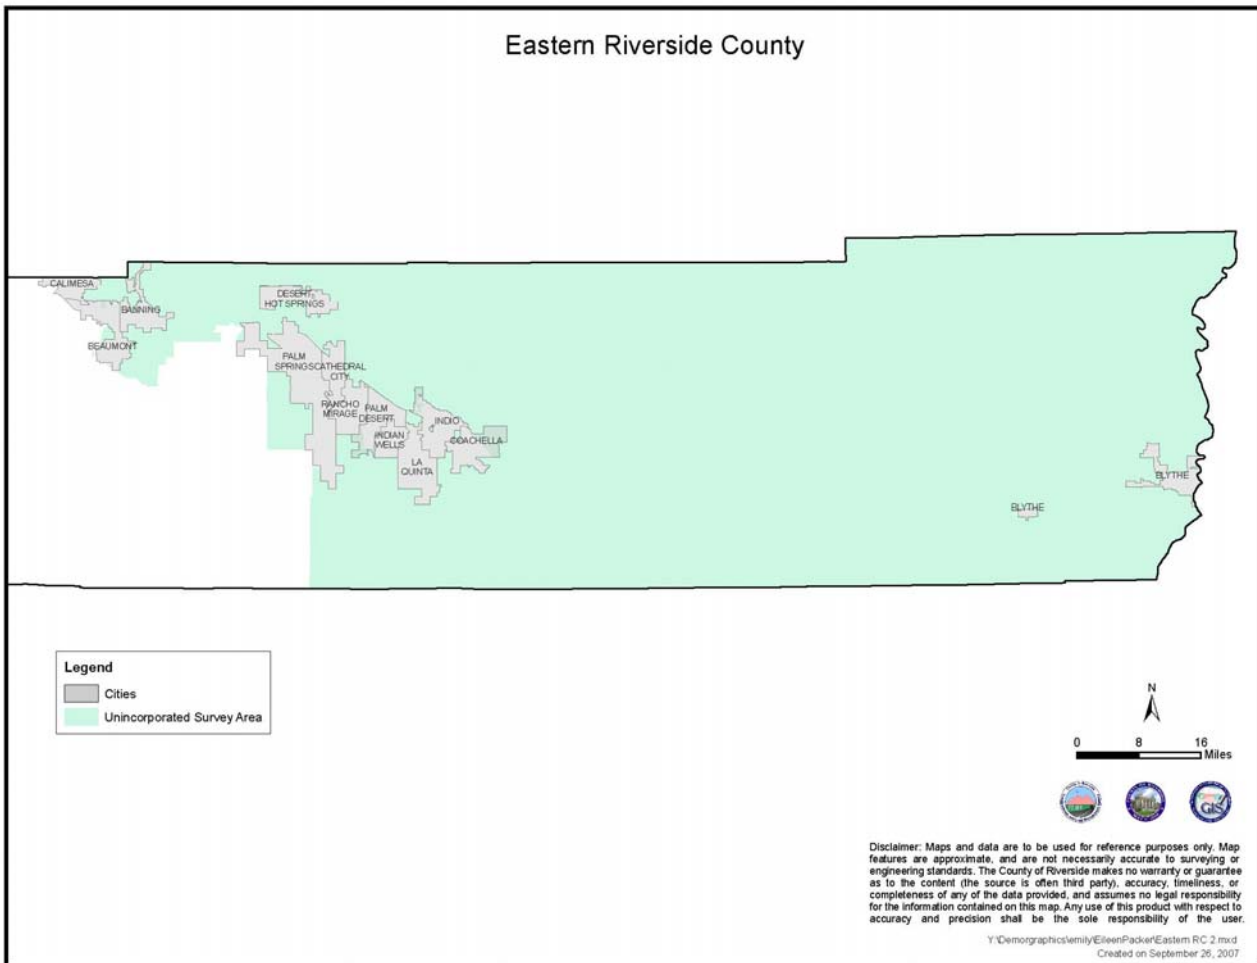 Eastern Riverside County
CALIMESA
BANNING
BEAUMONT
DESERT
HOT SPRINGS
PALM
SPRINGS
CATHEDRAL
CITY
RANCHO
MIRAGE
PALM
DESERT
INDIAN
WELLS
INDIO
COACHELLA
LA
QUINTA
BLYTHE
BLYTHE
Legend
Cities
Unincorporated Survey Area
N
0 8 16
Miles
GIS
Disclaimer: Maps and data are to be used for reference purposes only. Map
features are approximate, and are not necessarily accurate to surveying or
engineering standards. The County of Riverside makes no warranty or guarantee
as to the content (the source is often third party), accuracy, timeliness, or
completeness of any of the data provided, and assumes no legal responsibility
for the information contained on this map. Any use of this product with respect to
accuracy and precision shall be the sole responsibility of the user.
Y:\Demorgraphics\emily\EileenPacker\Eastern RC 2.mxd
Created on September 26, 2007